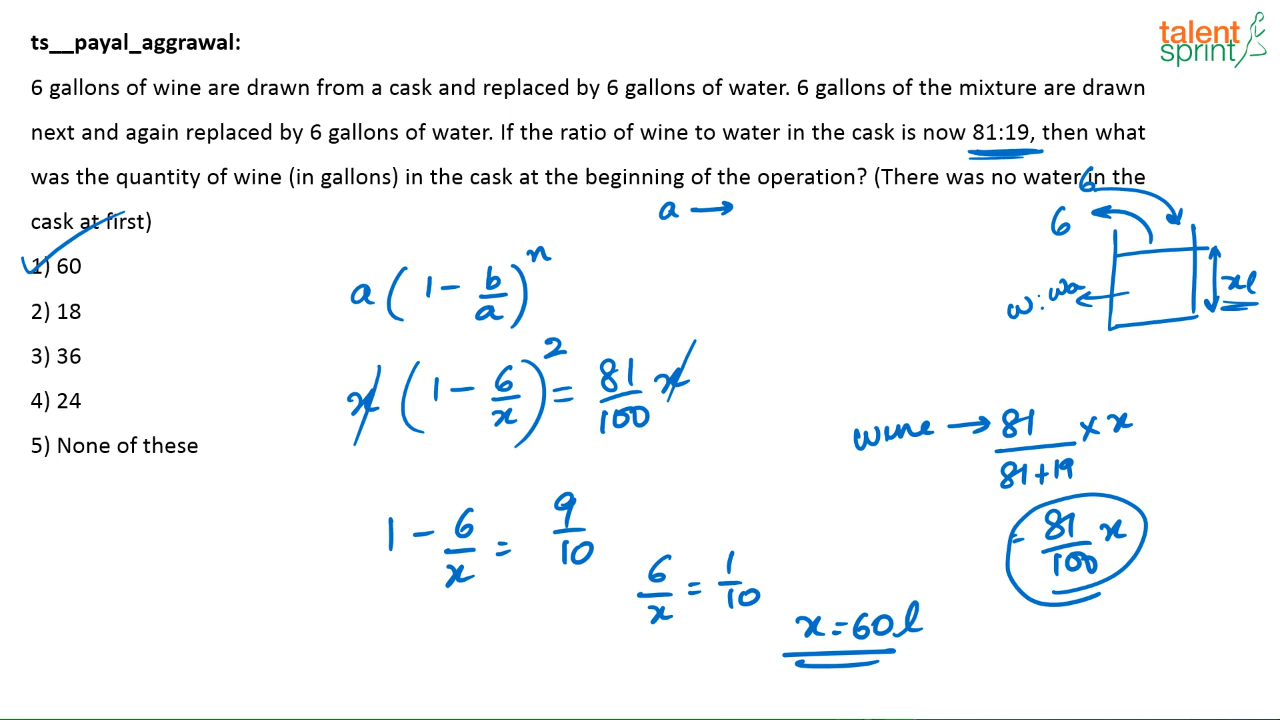 talent
sprint
ts__payal_aggrawal:
6 gallons of wine are drawn from a cask and replaced by 6 gallons of water. 6 gallons of the mixture are drawn
next and again replaced by 6 gallons of water. If the ratio of wine to water in the cask is now 81:19, then what
was the quantity of wine (in gallons) in the cask at the beginning of the operation? (There was no water in the
cask at first)
1) 60
2) 18
3) 36
4) 24
5) None of these
a →
6
6
w : wa
xl
a (1 - b/a)^n
x (1 - 6/x)^2 = 81/100 x
wine → 81/(81+19) × x
= 81/100 x
1 - 6/x = 9/10
6/x = 1/10
x = 60 l